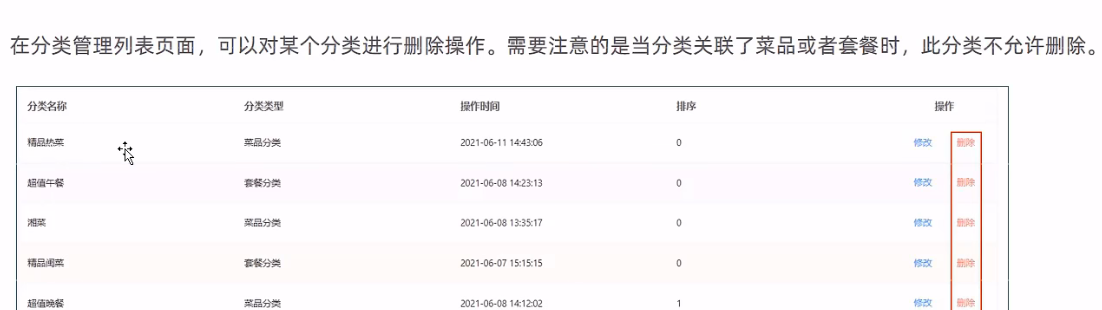 在分类管理列表页面，可以对某个分类进行删除操作。需要注意的是当分类关联了菜品或者套餐时，此分类不允许删除。
分类名称 分类类型 操作时间 排序 操作
精品热菜 菜品分类 2021-06-11 14:43:06 0 修改 删除
超值午餐 套餐分类 2021-06-08 14:23:13 0 修改 删除
湘菜 菜品分类 2021-06-08 13:35:17 0 修改 删除
精品闽菜 套餐分类 2021-06-07 15:15:15 0 修改 删除
超值晚餐 菜品分类 2021-06-08 14:12:02 1 修改 删除